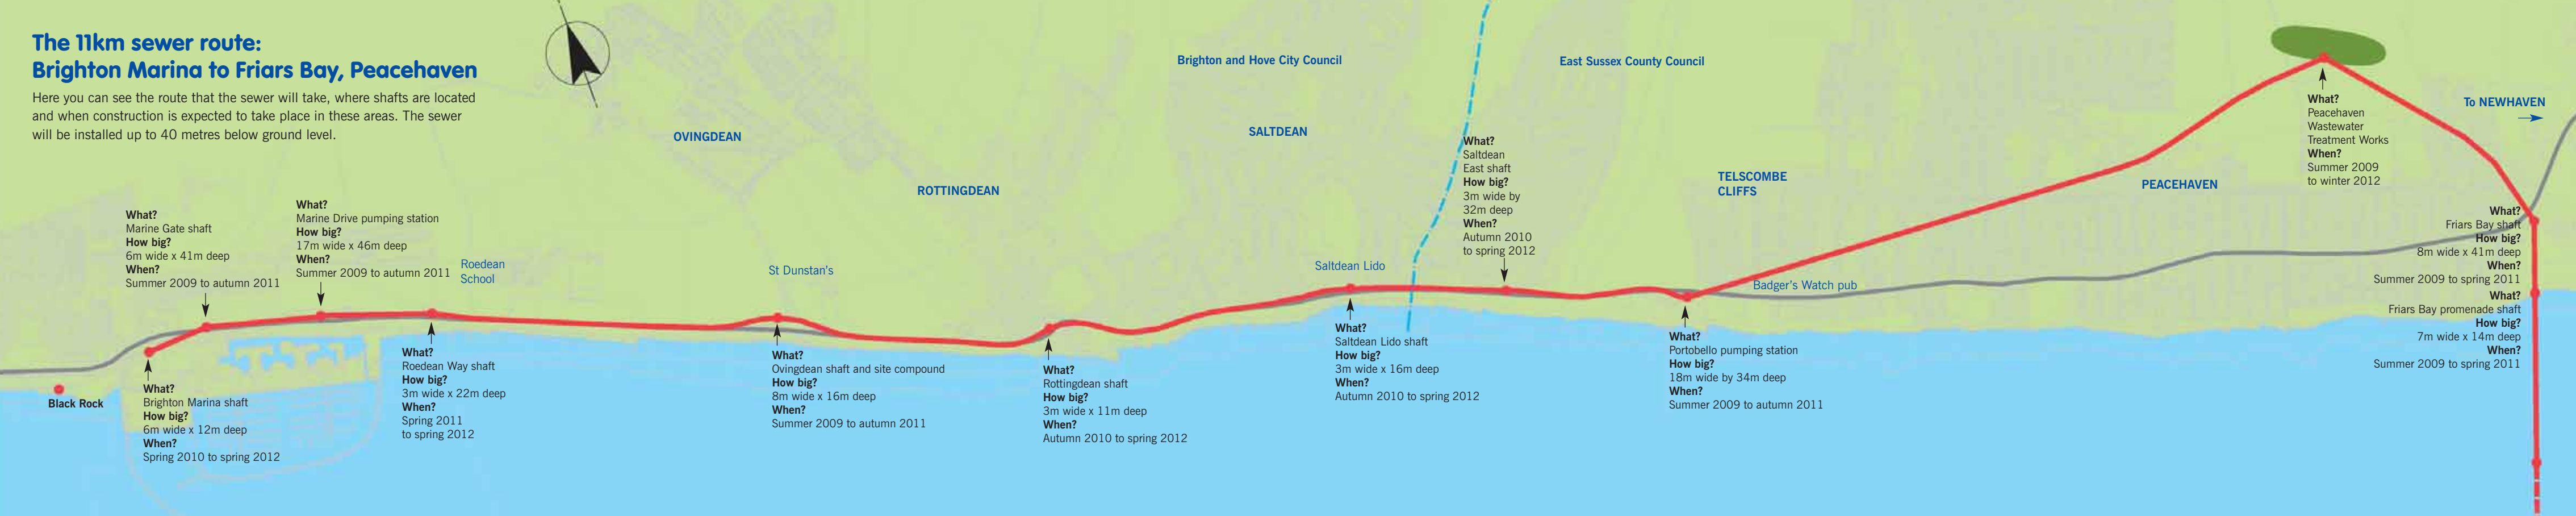 The 11km sewer route:
Brighton Marina to Friars Bay, Peacehaven
Here you can see the route that the sewer will take, where shafts are located
and when construction is expected to take place in these areas. The sewer
will be installed up to 40 metres below ground level.
Brighton and Hove City Council
East Sussex County Council
OVINGDEAN
ROTTINGDEAN
SALTDEAN
TELSCOMBE
CLIFFS
PEACEHAVEN
To NEWHAVEN
Black Rock
What?
Brighton Marina shaft
How big?
6m wide x 12m deep
When?
Spring 2010 to spring 2012
What?
Marine Gate shaft
How big?
6m wide x 41m deep
When?
Summer 2009 to autumn 2011
What?
Marine Drive pumping station
How big?
17m wide x 46m deep
When?
Summer 2009 to autumn 2011
Roedean
School
What?
Roedean Way shaft
How big?
3m wide x 22m deep
When?
Spring 2011
to spring 2012
St Dunstan's
What?
Ovingdean shaft and site compound
How big?
8m wide x 16m deep
When?
Summer 2009 to autumn 2011
What?
Rottingdean shaft
How big?
3m wide x 11m deep
When?
Autumn 2010 to spring 2012
Saltdean Lido
What?
Saltdean Lido shaft
How big?
3m wide x 16m deep
When?
Autumn 2010 to spring 2012
What?
Saltdean
East shaft
How big?
3m wide by
32m deep
When?
Autumn 2010
to spring 2012
Badger's Watch pub
What?
Portobello pumping station
How big?
18m wide by 34m deep
When?
Summer 2009 to autumn 2011
What?
Peacehaven
Wastewater
Treatment Works
When?
Summer 2009
to winter 2012
What?
Friars Bay shaft
How big?
8m wide x 41m deep
When?
Summer 2009 to spring 2011
What?
Friars Bay promenade shaft
How big?
7m wide x 14m deep
When?
Summer 2009 to spring 2011